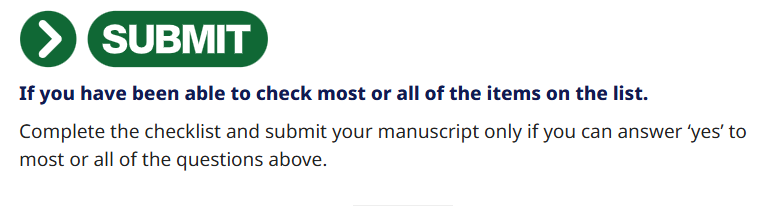 SUBMIT
If you have been able to check most or all of the items on the list.
Complete the checklist and submit your manuscript only if you can answer ‘yes’ to
most or all of the questions above.